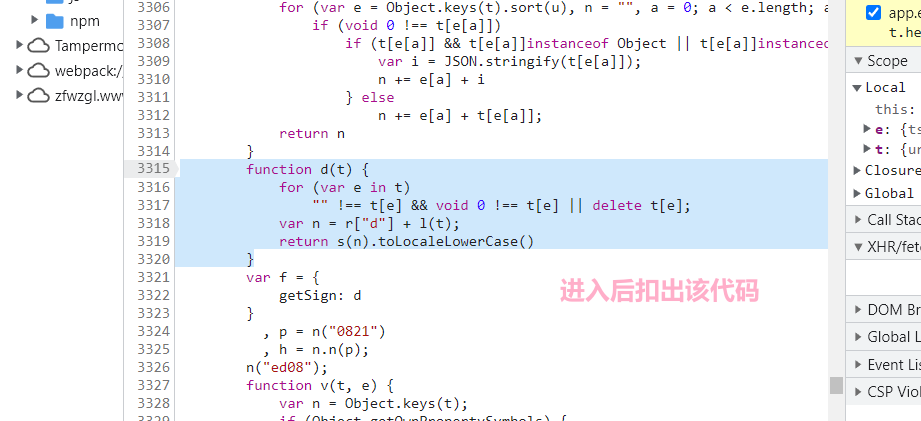 npm
Tampermo
webpack:/
zfwzgl.ww
3306 for (var e = Object.keys(t).sort(u), n = "", a = 0; a < e.length; a
3307 if (void 0 !== t[e[a]])
3308 if (t[e[a]] && t[e[a]]instanceof Object || t[e[a]]instanced
3309 var i = JSON.stringify(t[e[a]]);
3310 n += e[a] + i
3311 } else
3312 n += e[a] + t[e[a]];
3313 return n
3314 }
3315 function d(t) {
3316 for (var e in t)
3317 "" !== t[e] && void 0 !== t[e] || delete t[e];
3318 var n = r["d"] + l(t);
3319 return s(n).toLocaleLowerCase()
3320 }
3321 var f = {
3322 getSign: d
3323 }
3324 , p = n("0821")
3325 , h = n.n(p);
3326 n("ed08");
3327 function v(t, e) {
3328 var n = Object.keys(t);
3329 if (Object.getOwnPropertySymbols) {
进入后扣出该代码
app.e
t.he
Scope
Local
this:
e: {ts
t: {ur
Closure
Global
Call Stac
XHR/fet
DOM Br
Global L
Event Lis
CSP Viol